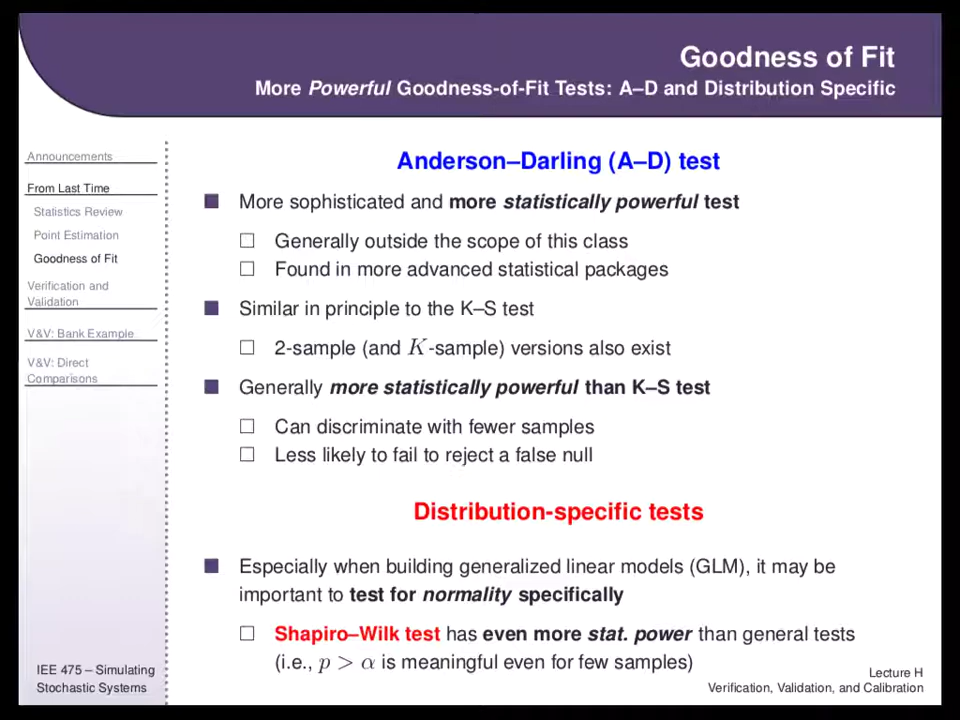 Goodness of Fit
More Powerful Goodness-of-Fit Tests: A–D and Distribution Specific
Announcements
From Last Time
Statistics Review
Point Estimation
Goodness of Fit
Verification and
Validation
V&V: Bank Example
V&V: Direct
Comparisons
IEE 475 – Simulating
Stochastic Systems
Anderson–Darling (A–D) test
More sophisticated and more statistically powerful test
Generally outside the scope of this class
Found in more advanced statistical packages
Similar in principle to the K–S test
2-sample (and K-sample) versions also exist
Generally more statistically powerful than K–S test
Can discriminate with fewer samples
Less likely to fail to reject a false null
Distribution-specific tests
Especially when building generalized linear models (GLM), it may be
important to test for normality specifically
Shapiro–Wilk test has even more stat. power than general tests
(i.e., p > α is meaningful even for few samples)
Lecture H
Verification, Validation, and Calibration